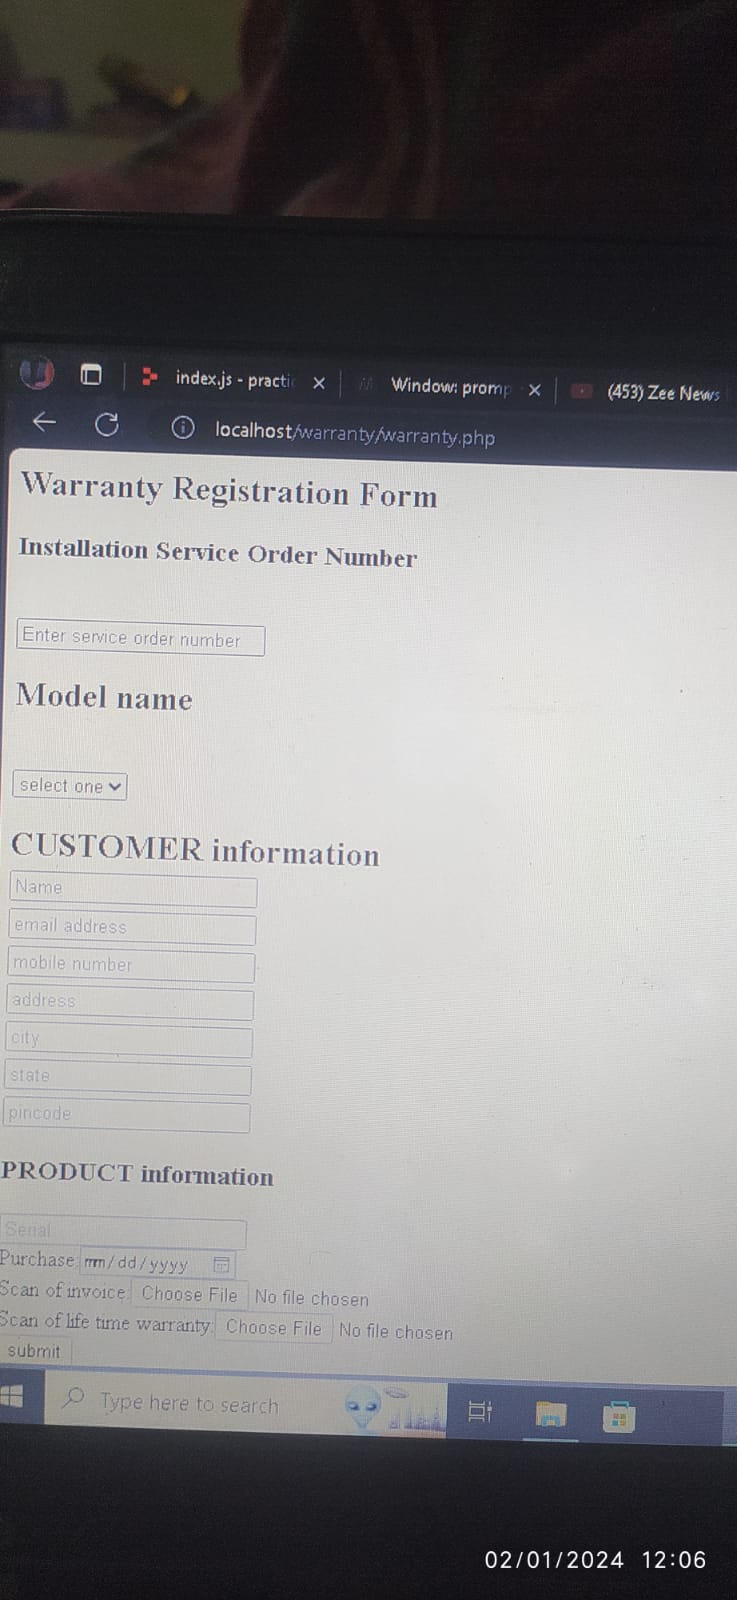 index.js - practi
Window: promp
(453) Zee News
localhost/warranty/warranty.php
Warranty Registration Form
Installation Service Order Number
Enter service order number
Model name
select one
CUSTOMER information
Name
email address
mobile number
address
city
state
pincode
PRODUCT information
Serial
Purchase: mm/dd/yyyy
Scan of invoice: Choose File No file chosen
Scan of life time warranty: Choose File No file chosen
submit
Type here to search
02/01/2024 12:06